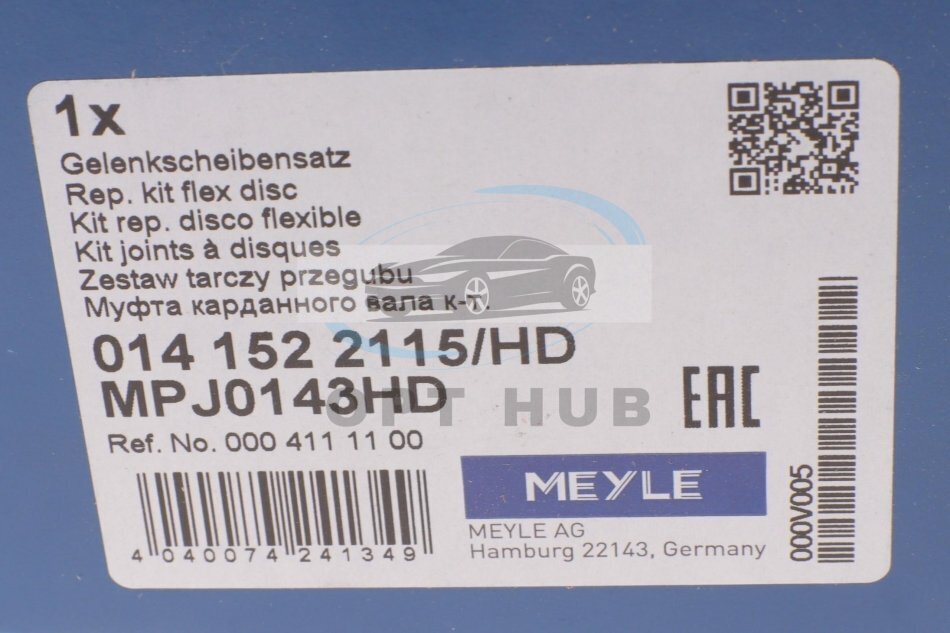 1x
Gelenkscheibensatz
Rep. kit flex disc
Kit rep. disco flexible
Kit joints à disques
Zestaw tarczy przegubu
Муфта карданного вала к-т.
014 152 2115/HD
MPJ0143HD
OPT HUB
EAC
Ref. No. 000 411 11 00
MEYLE
MEYLE AG
Hamburg 22143, Germany
4 040074 241349
000V005